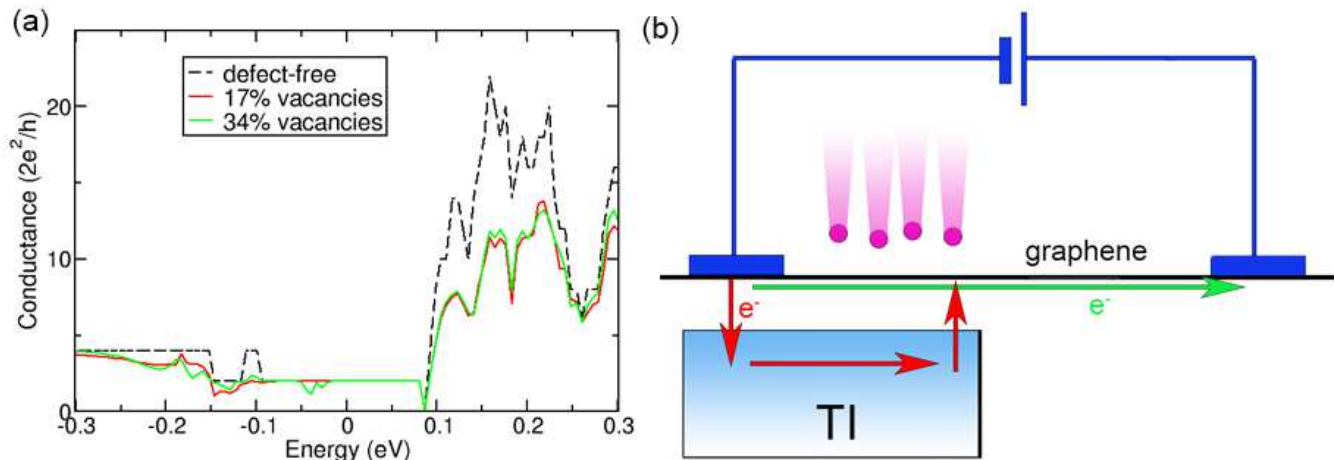 (a)
defect-free
17% vacancies
34% vacancies
Conductance (2e²/h)
20
10
0
-0.3
-0.2
-0.1
0
0.1
0.2
0.3
Energy (eV)
(b)
graphene
e⁻
e⁻
TI